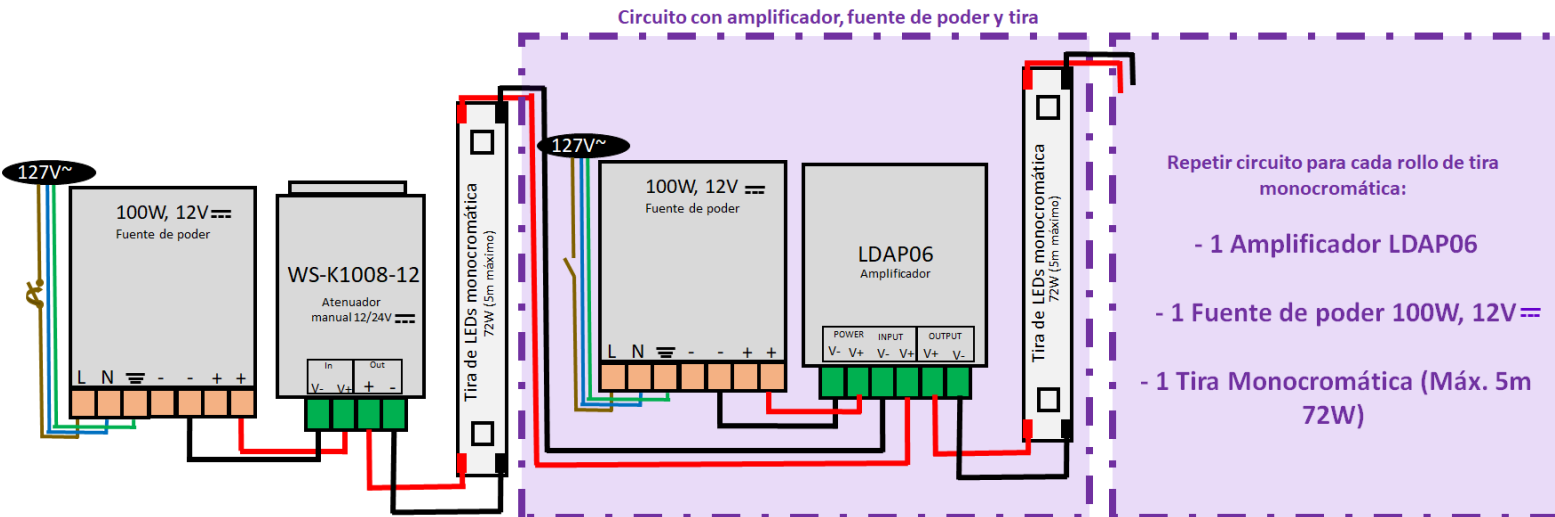 Circuito con amplificador, fuente de poder y tira
127V~
100W, 12V
Fuente de poder
L N - - + +
WS-K1008-12
Atenuador
manual 12/24V
In Out
V- V+ + -
Tira de LEDs monocromática
72W (5m máximo)
127V~
100W, 12V
Fuente de poder
L N - - + +
LDAP06
Amplificador
POWER INPUT OUTPUT
V- V+ V- V+ V+ V-
Tira de LEDs monocromática
72W (5m máximo)
Repetir circuito para cada rollo de tira
monocromática:
- 1 Amplificador LDAP06
- 1 Fuente de poder 100W, 12V
- 1 Tira Monocromática (Máx. 5m
72W)